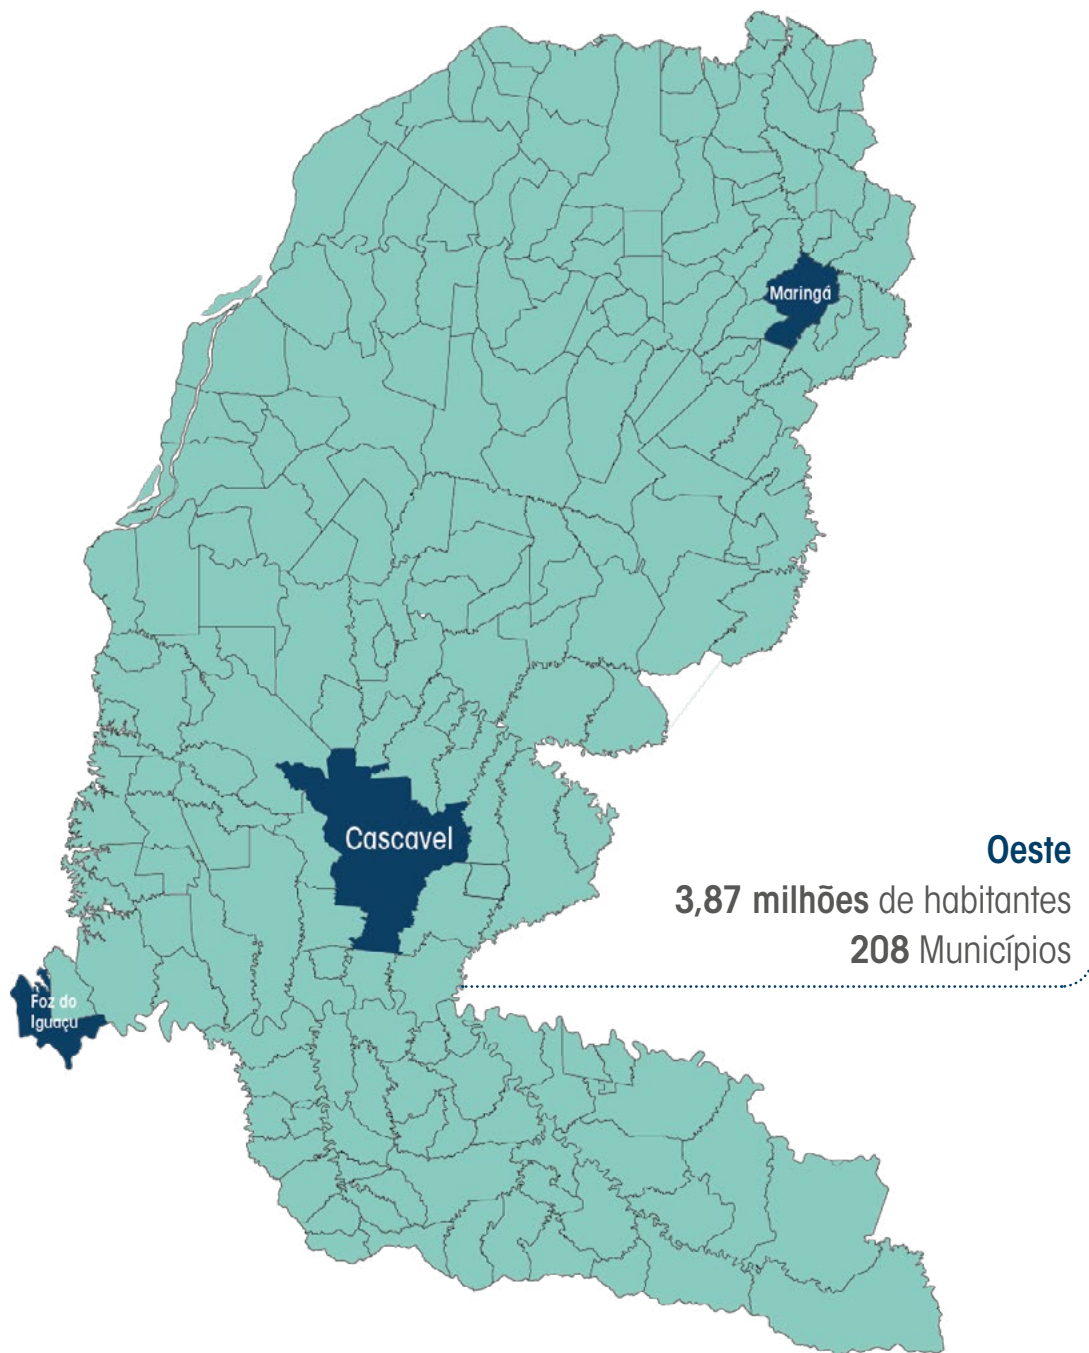 Maringá
Cascavel
Oeste
3,87 milhões de habitantes
208 Municípios
Foz do
Iguaçu